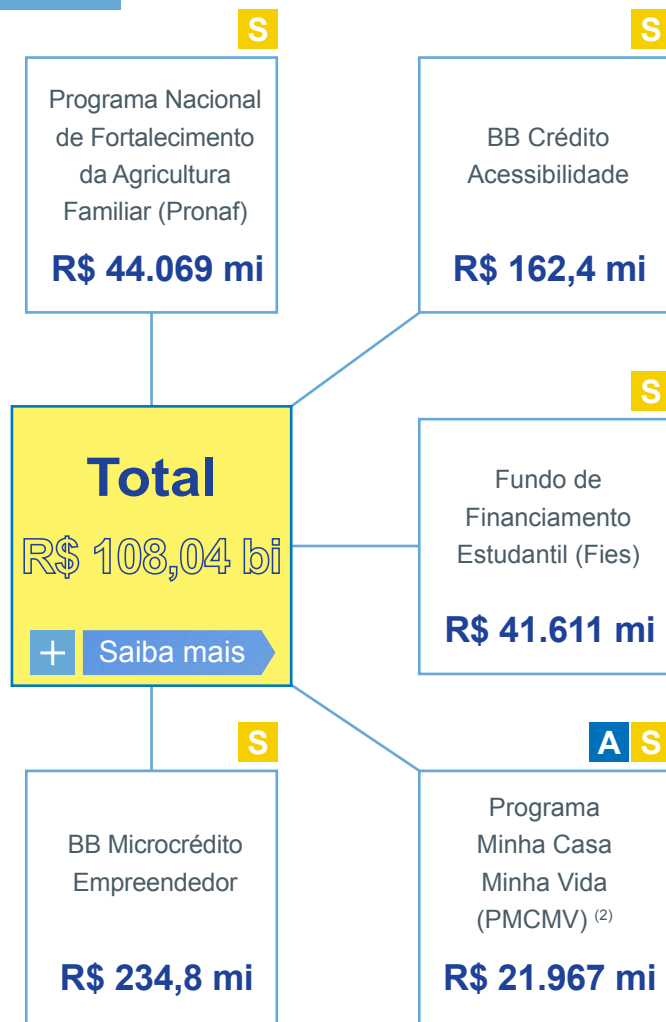 S
Programa Nacional
de Fortalecimento
da Agricultura
Familiar (Pronaf)
R$ 44.069 mi
S
BB Crédito
Acessibilidade
R$ 162,4 mi
Total
R$ 108,04 bi
+ Saiba mais
S
Fundo de
Financiamento
Estudantil (Fies)
R$ 41.611 mi
S
BB Microcrédito
Empreendedor
R$ 234,8 mi
A S
Programa
Minha Casa
Minha Vida
(PMCMV) (2)
R$ 21.967 mi